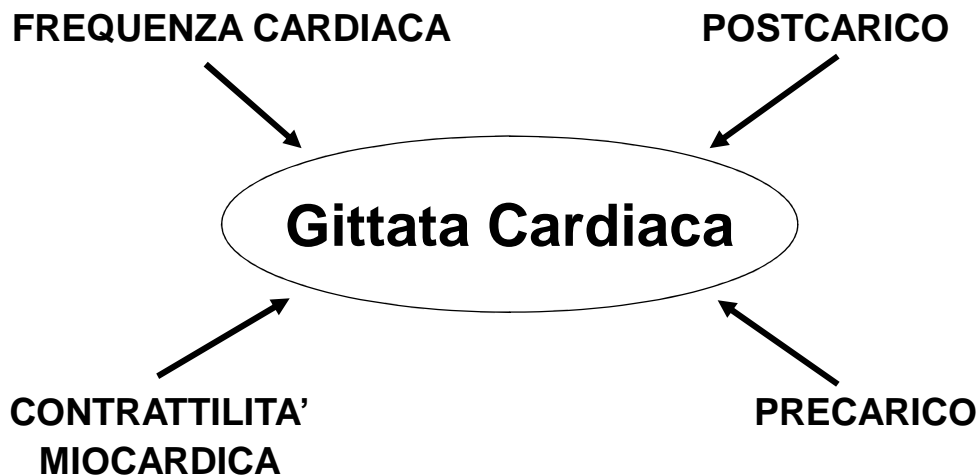 FREQUENZA CARDIACA
POSTCARICO
Gittata Cardiaca
CONTRATTILITA’
MIOCARDICA
PRECARICO